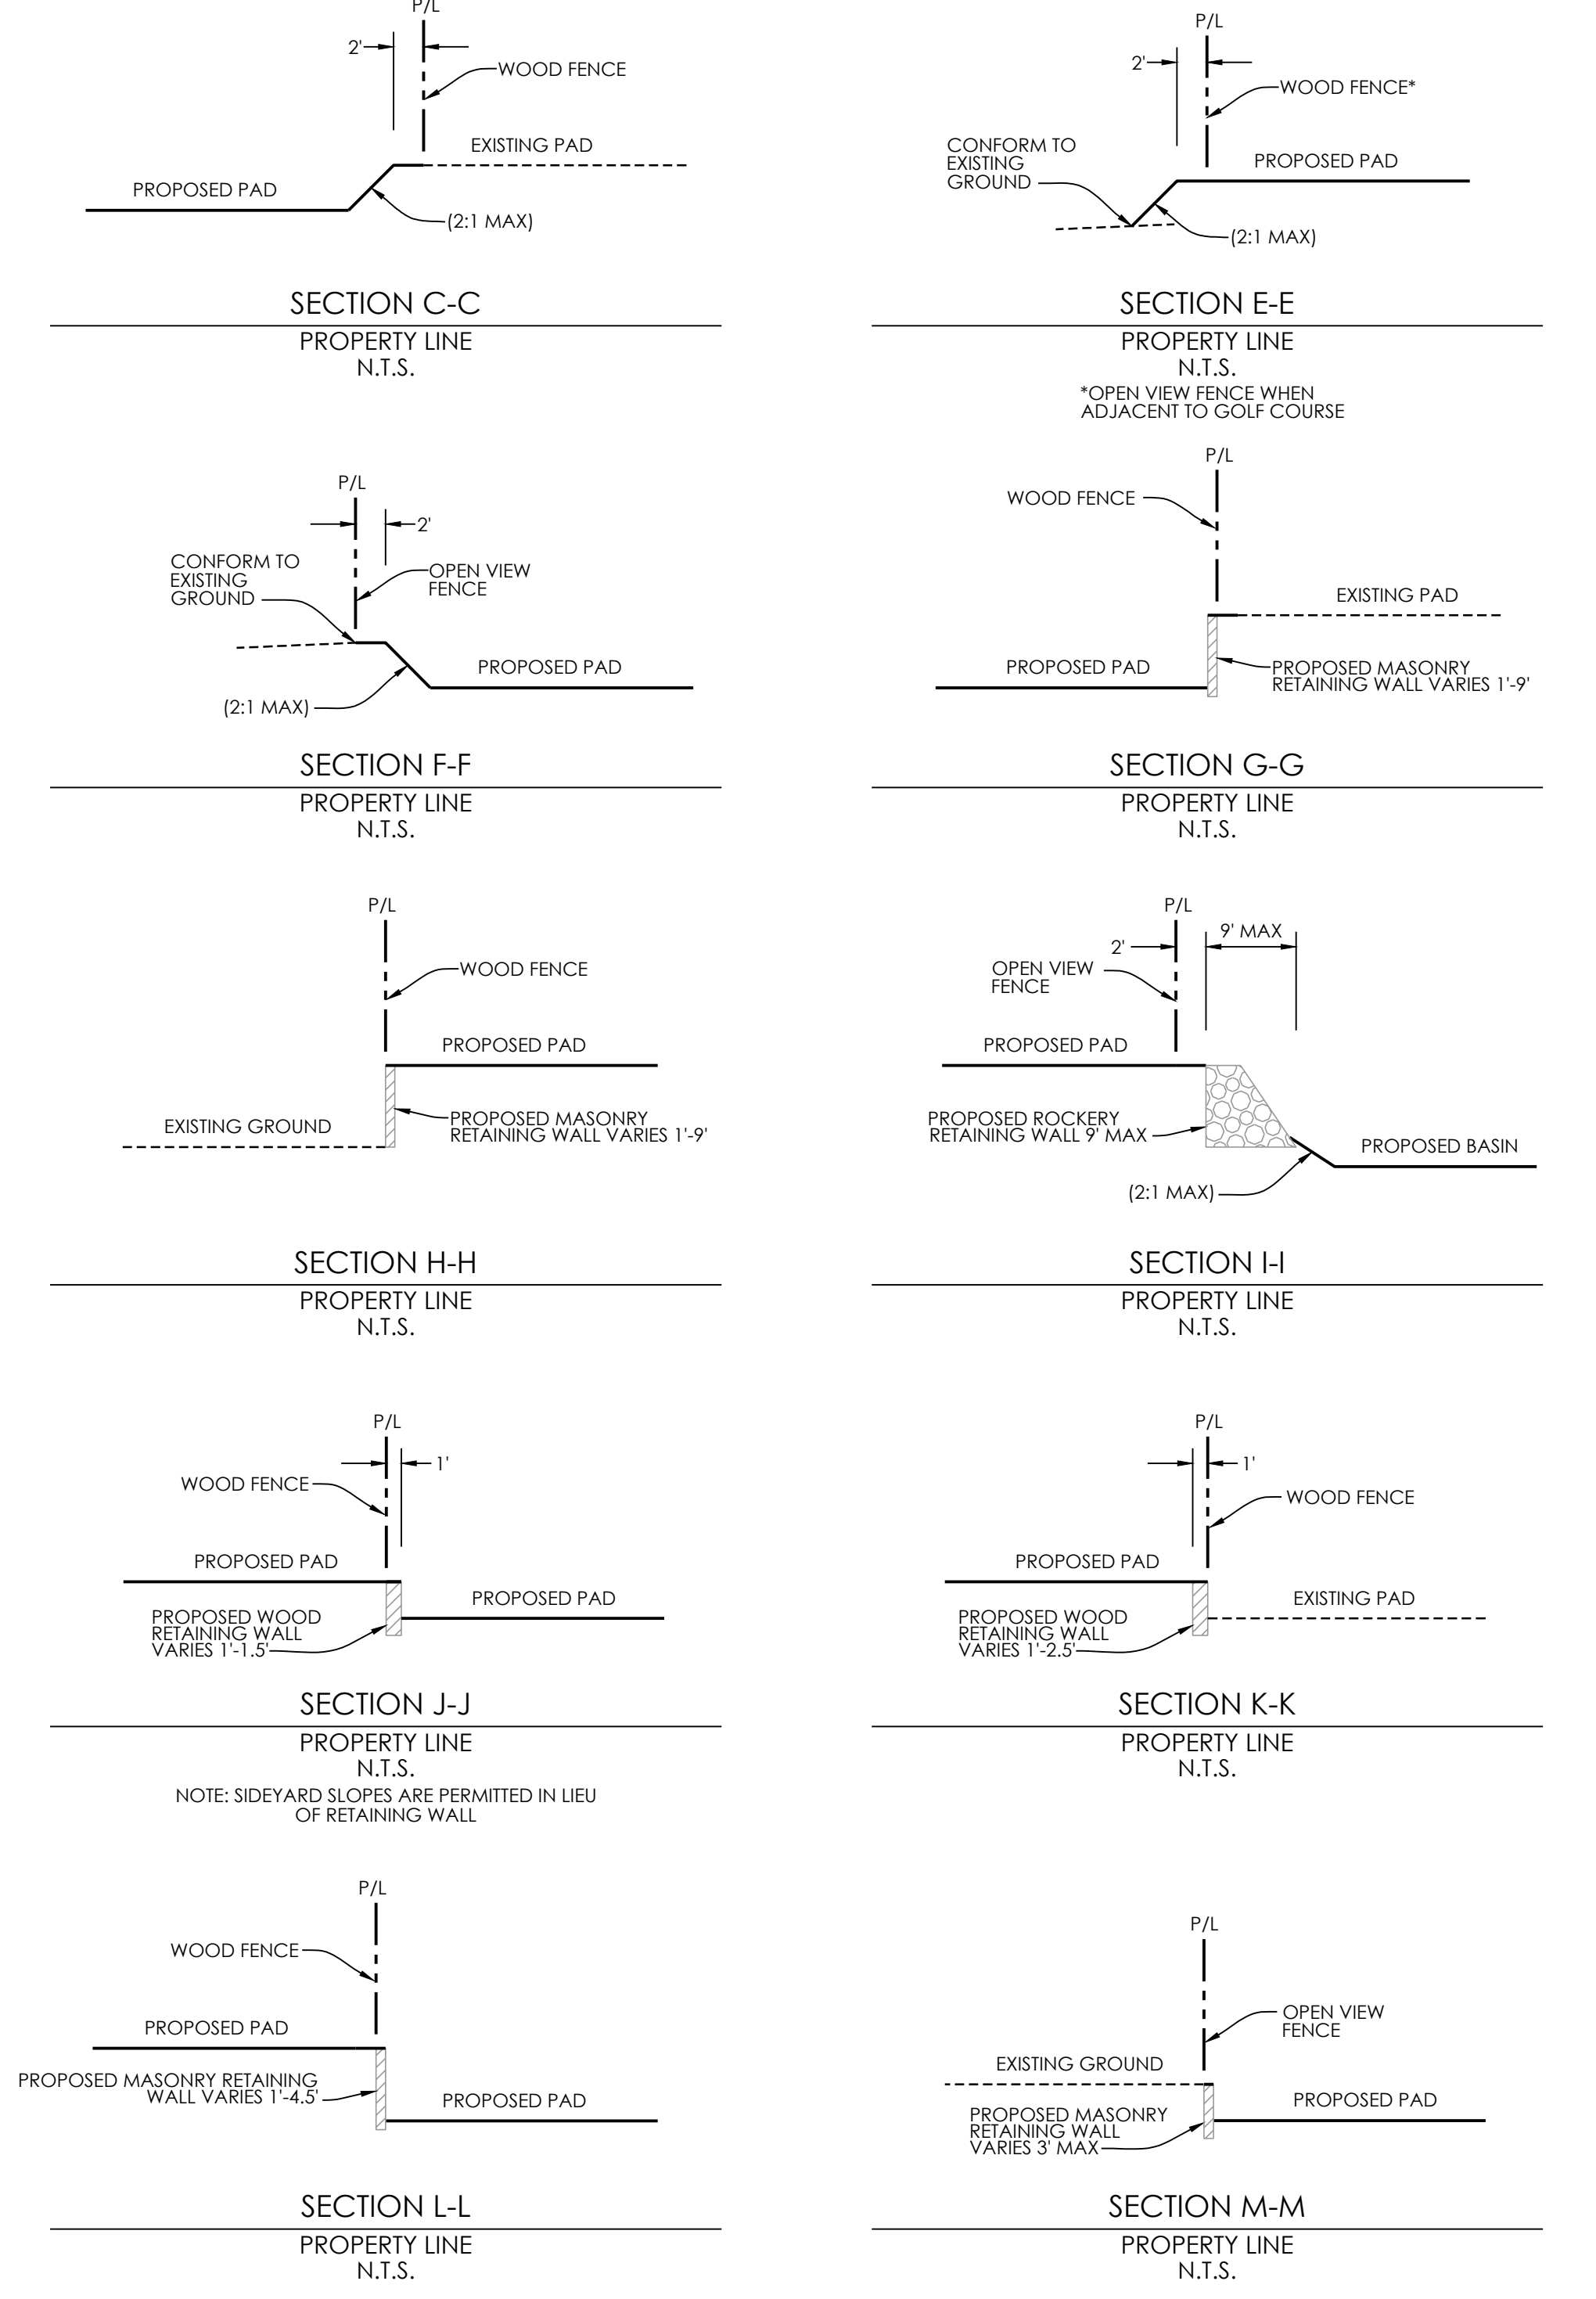 P/L
2'
WOOD FENCE
EXISTING PAD
PROPOSED PAD
(2:1 MAX)
SECTION C-C
PROPERTY LINE
N.T.S.
P/L
2'
WOOD FENCE*
CONFORM TO
EXISTING
GROUND
PROPOSED PAD
(2:1 MAX)
SECTION E-E
PROPERTY LINE
N.T.S.
*OPEN VIEW FENCE WHEN
ADJACENT TO GOLF COURSE
P/L
2'
CONFORM TO
EXISTING
GROUND
OPEN VIEW
FENCE
PROPOSED PAD
(2:1 MAX)
SECTION F-F
PROPERTY LINE
N.T.S.
P/L
WOOD FENCE
EXISTING PAD
PROPOSED PAD
PROPOSED MASONRY
RETAINING WALL VARIES 1'-9'
SECTION G-G
PROPERTY LINE
N.T.S.
P/L
WOOD FENCE
PROPOSED PAD
EXISTING GROUND
PROPOSED MASONRY
RETAINING WALL VARIES 1'-9'
SECTION H-H
PROPERTY LINE
N.T.S.
P/L
9' MAX
2'
OPEN VIEW
FENCE
PROPOSED PAD
PROPOSED ROCKERY
RETAINING WALL 9' MAX
PROPOSED BASIN
(2:1 MAX)
SECTION I-I
PROPERTY LINE
N.T.S.
P/L
1'
WOOD FENCE
PROPOSED PAD
PROPOSED PAD
PROPOSED WOOD
RETAINING WALL
VARIES 1'-1.5'
SECTION J-J
PROPERTY LINE
N.T.S.
NOTE: SIDEYARD SLOPES ARE PERMITTED IN LIEU
OF RETAINING WALL
P/L
1'
WOOD FENCE
PROPOSED PAD
EXISTING PAD
PROPOSED WOOD
RETAINING WALL
VARIES 1'-2.5'
SECTION K-K
PROPERTY LINE
N.T.S.
P/L
WOOD FENCE
PROPOSED PAD
PROPOSED MASONRY RETAINING
WALL VARIES 1'-4.5'
PROPOSED PAD
SECTION L-L
PROPERTY LINE
N.T.S.
P/L
OPEN VIEW
FENCE
EXISTING GROUND
PROPOSED PAD
PROPOSED MASONRY
RETAINING WALL
VARIES 3' MAX
SECTION M-M
PROPERTY LINE
N.T.S.